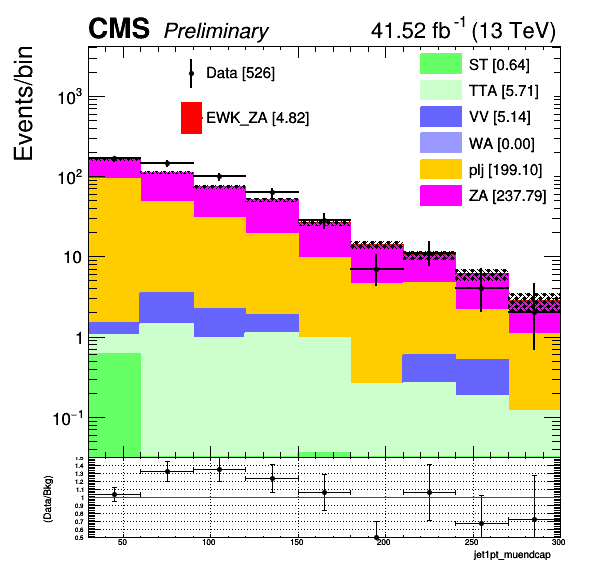 CMS Preliminary 41.52 fb⁻¹ (13 TeV)
Events/bin
Data [526]
EWK_ZA [4.82]
ST [0.64]
TTA [5.71]
VV [5.14]
WA [0.00]
plj [199.10]
ZA [237.79]
10³
10²
10
1
10⁻¹
(Data/Bkg)
1.5
1.4
1.3
1.2
1.1
1
0.9
0.8
0.7
0.6
0.5
50 100 150 200 250 300
jet1pt_muendcap